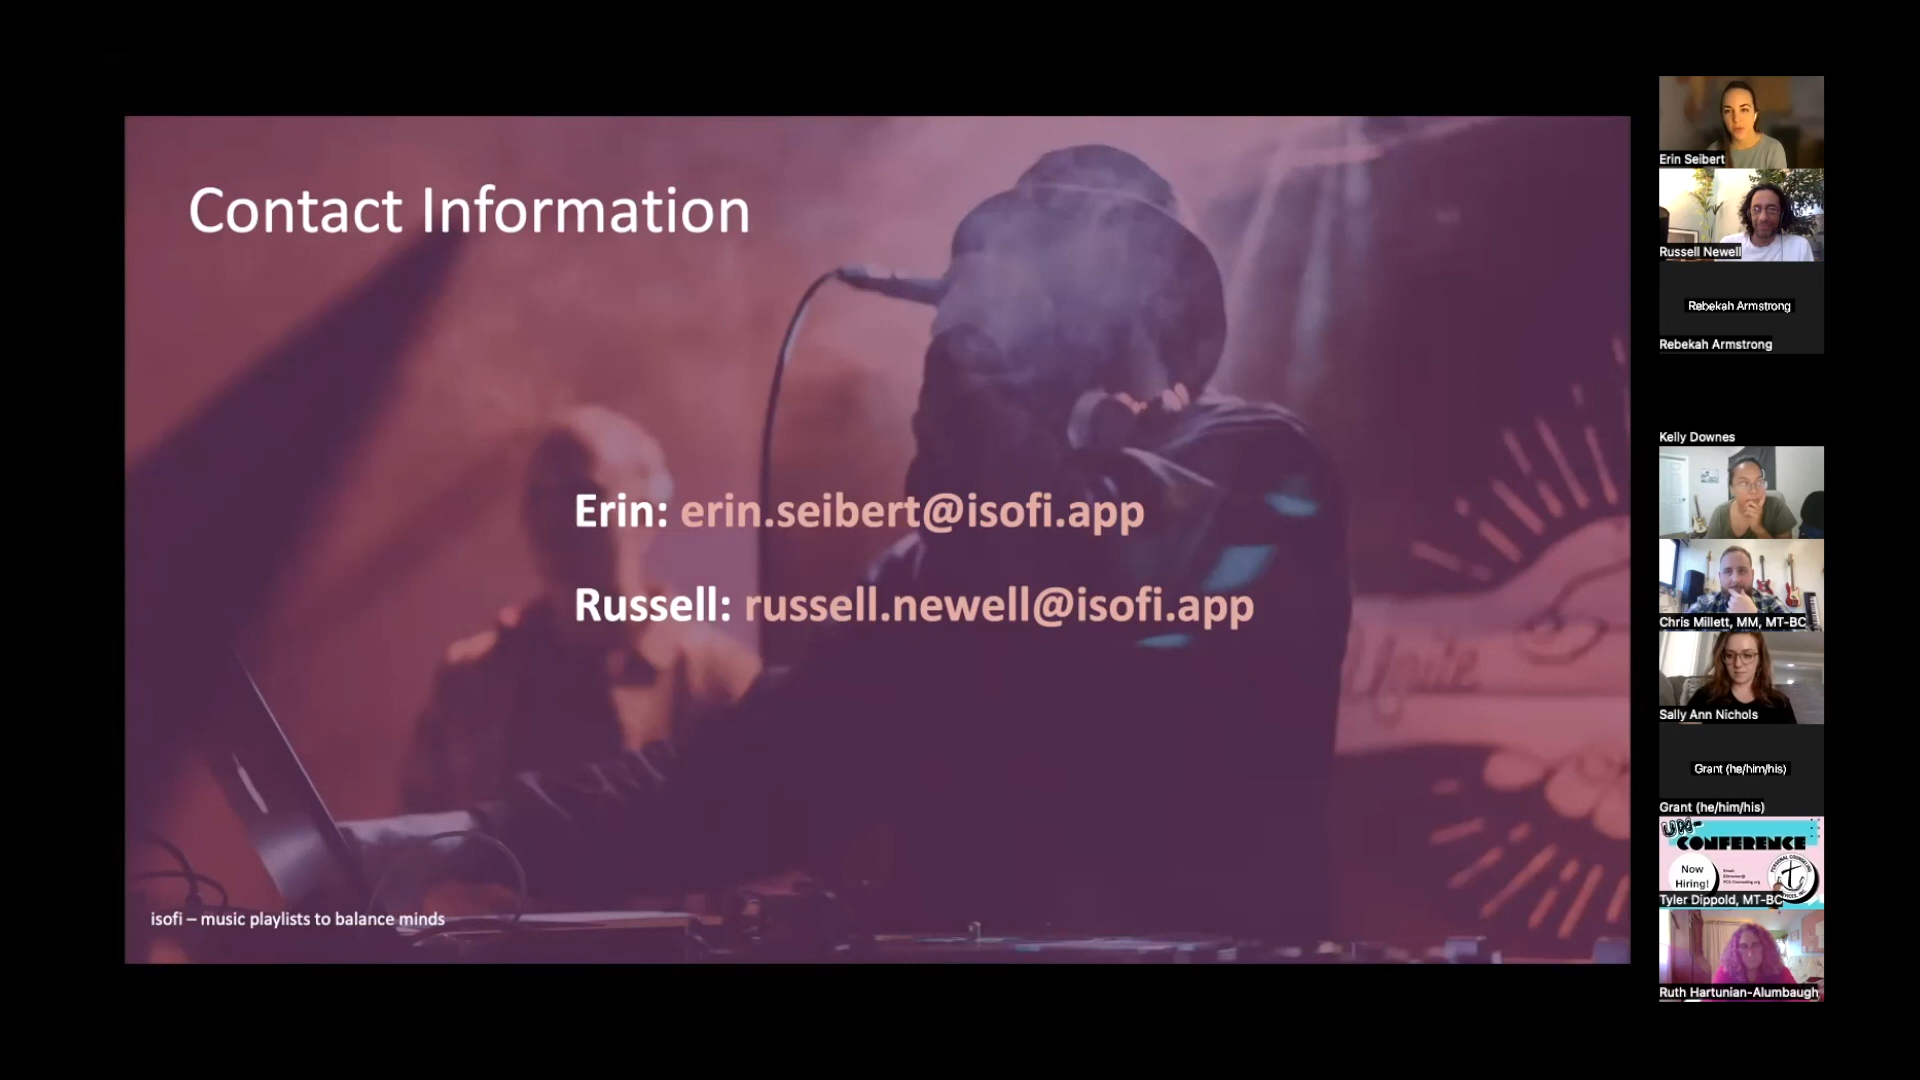 Contact Information
Erin: erin.seibert@isofi.app
Russell: russell.newell@isofi.app
isofi – music playlists to balance minds
Erin Seibert
Russell Newell
Rebekah Armstrong
Rebekah Armstrong
Kelly Downes
Chris Millett, MM, MT-BC
Sally Ann Nichols
Grant (he/him/his)
Grant (he/him/his)
UN-
CONFERENCE
Now
Hiring!
Tyler Dippold, MT-BC
Ruth Hartunian-Alumbaugh